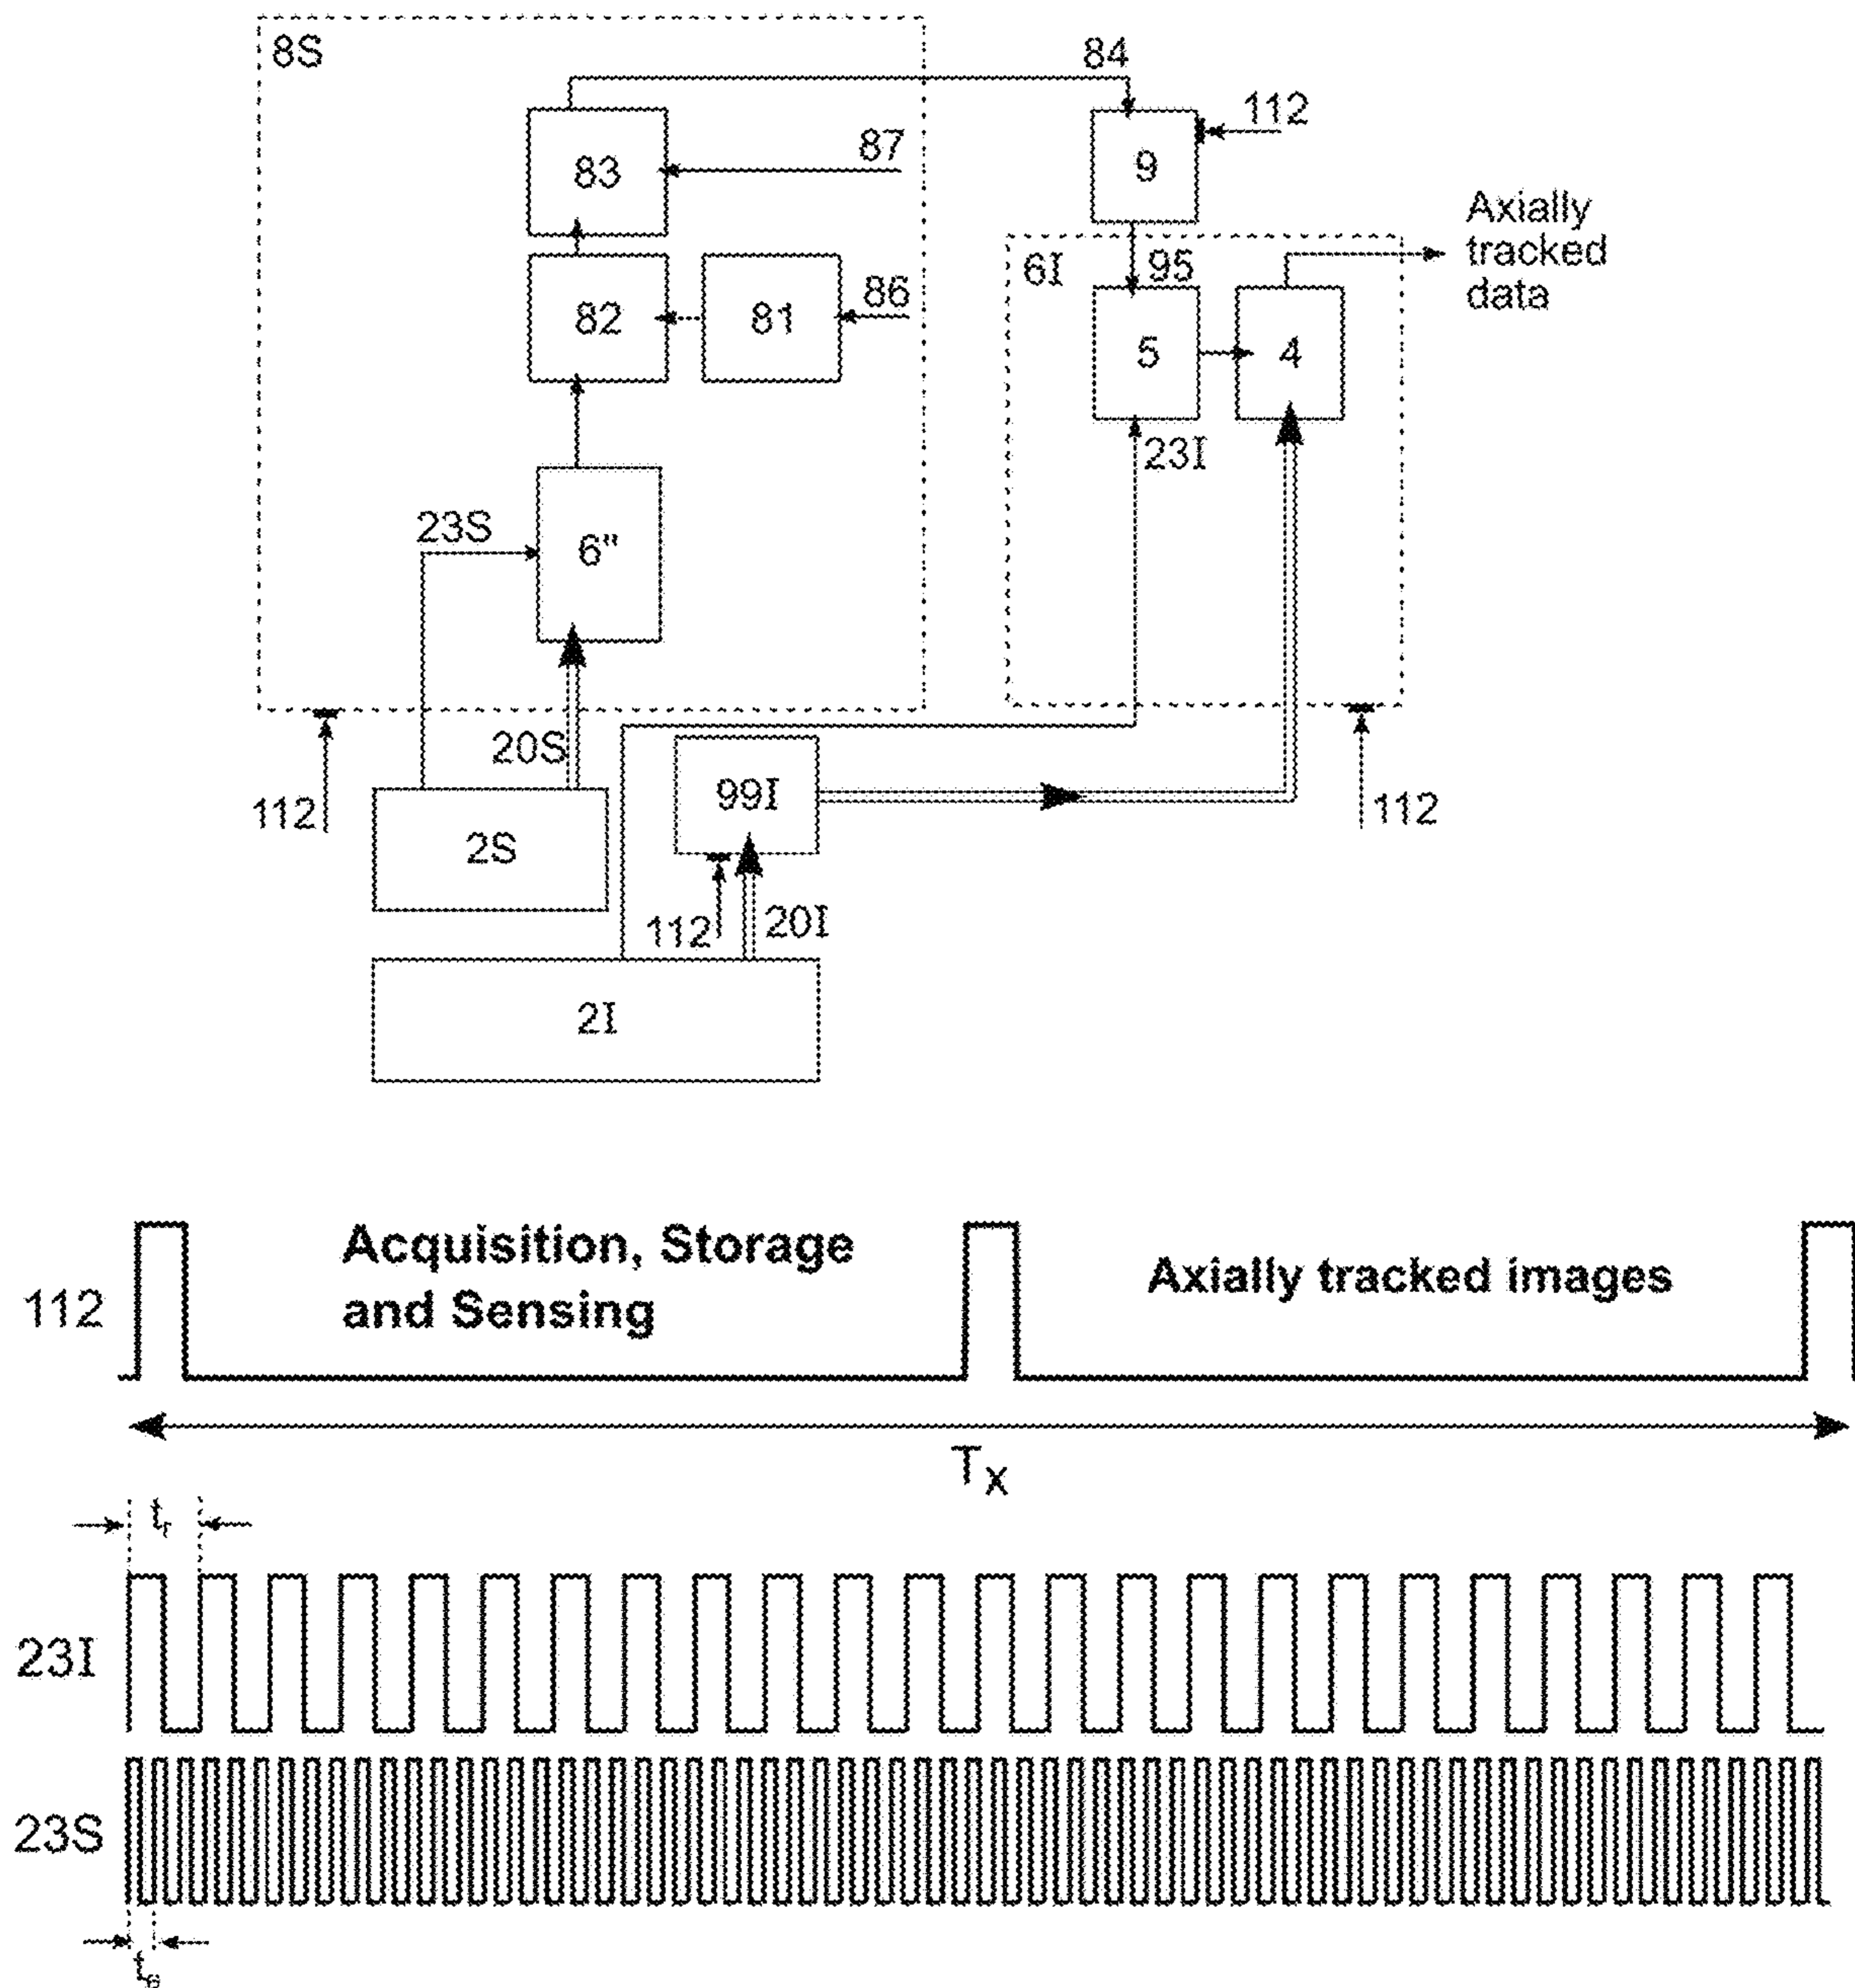 8S
84
112
87
83
9
Axially
tracked
data
6I
95
86
82
81
5
4
23I
23S
6"
20S
99I
112
112
2S
112
20I
2I
Acquisition, Storage
and Sensing
Axially tracked images
112
Tx
tr
23I
23S
te